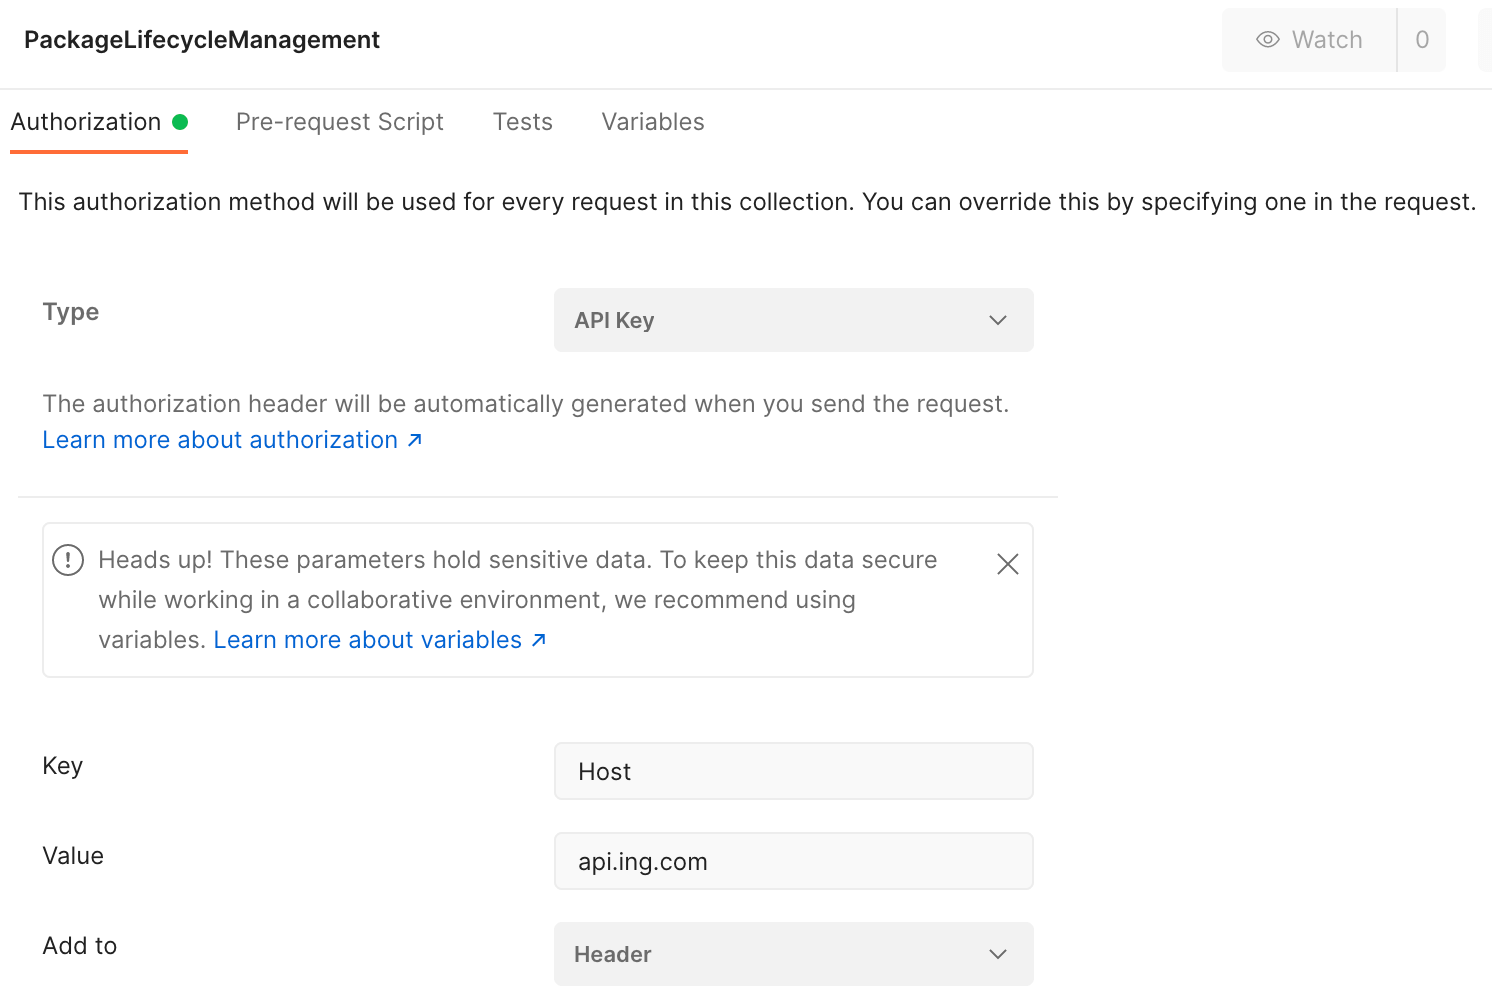 PackageLifecycleManagement
Watch 0
Authorization Pre-request Script Tests Variables
This authorization method will be used for every request in this collection. You can override this by specifying one in the request.
Type API Key
The authorization header will be automatically generated when you send the request.
Learn more about authorization ↗
Heads up! These parameters hold sensitive data. To keep this data secure
while working in a collaborative environment, we recommend using
variables. Learn more about variables ↗
Key Host
Value api.ing.com
Add to Header